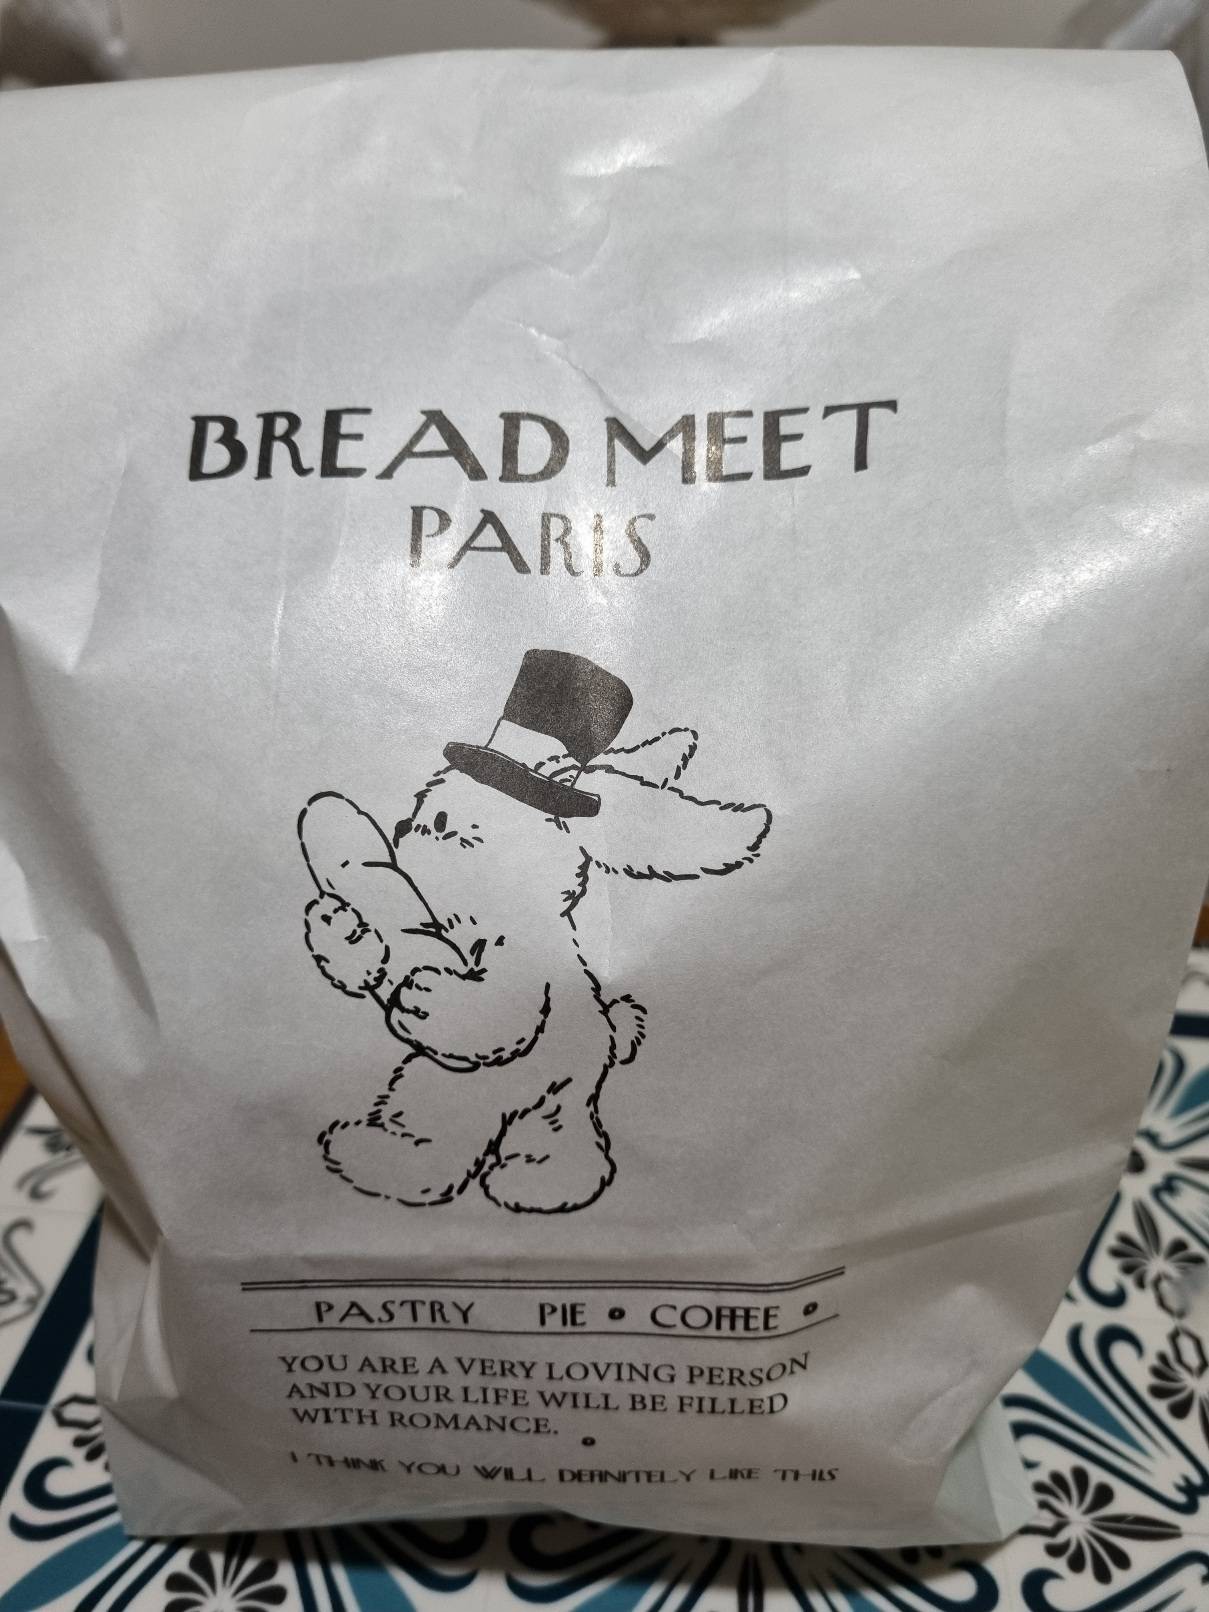 BREAD MEET
PARIS
PASTRY PIE • COFFEE •
YOU ARE A VERY LOVING PERSON
AND YOUR LIFE WILL BE FILLED
WITH ROMANCE.
I THINK YOU WILL DEFINITELY LIKE THIS